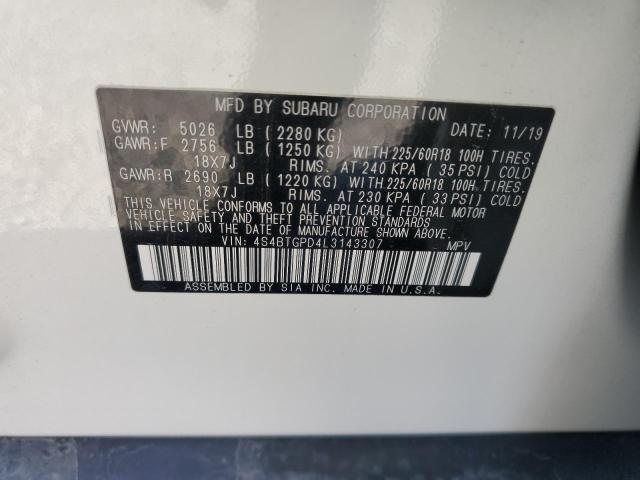 MFD BY SUBARU CORPORATION
GVWR: 5026 LB (2280 KG) DATE: 11/19
GAWR:F 2756 LB (1250 KG) WITH 225/60R18 100H TIRES.
18X7J RIMS. AT 240 KPA (35 PSI) COLD
GAWR:R 2690 LB (1220 KG) WITH 225/60R18 100H TIRES.
18X7J RIMS. AT 230 KPA (33 PSI) COLD
THIS VEHICLE CONFORMS TO ALL APPLICABLE FEDERAL MOTOR
VEHICLE SAFETY AND THEFT PREVENTION STANDARDS
IN EFFECT ON THE DATE OF MANUFACTURE SHOWN ABOVE.
VIN: 4S4BTGPD4L3143307 MPV
ASSEMBLED BY SIA INC. MADE IN U.S.A.